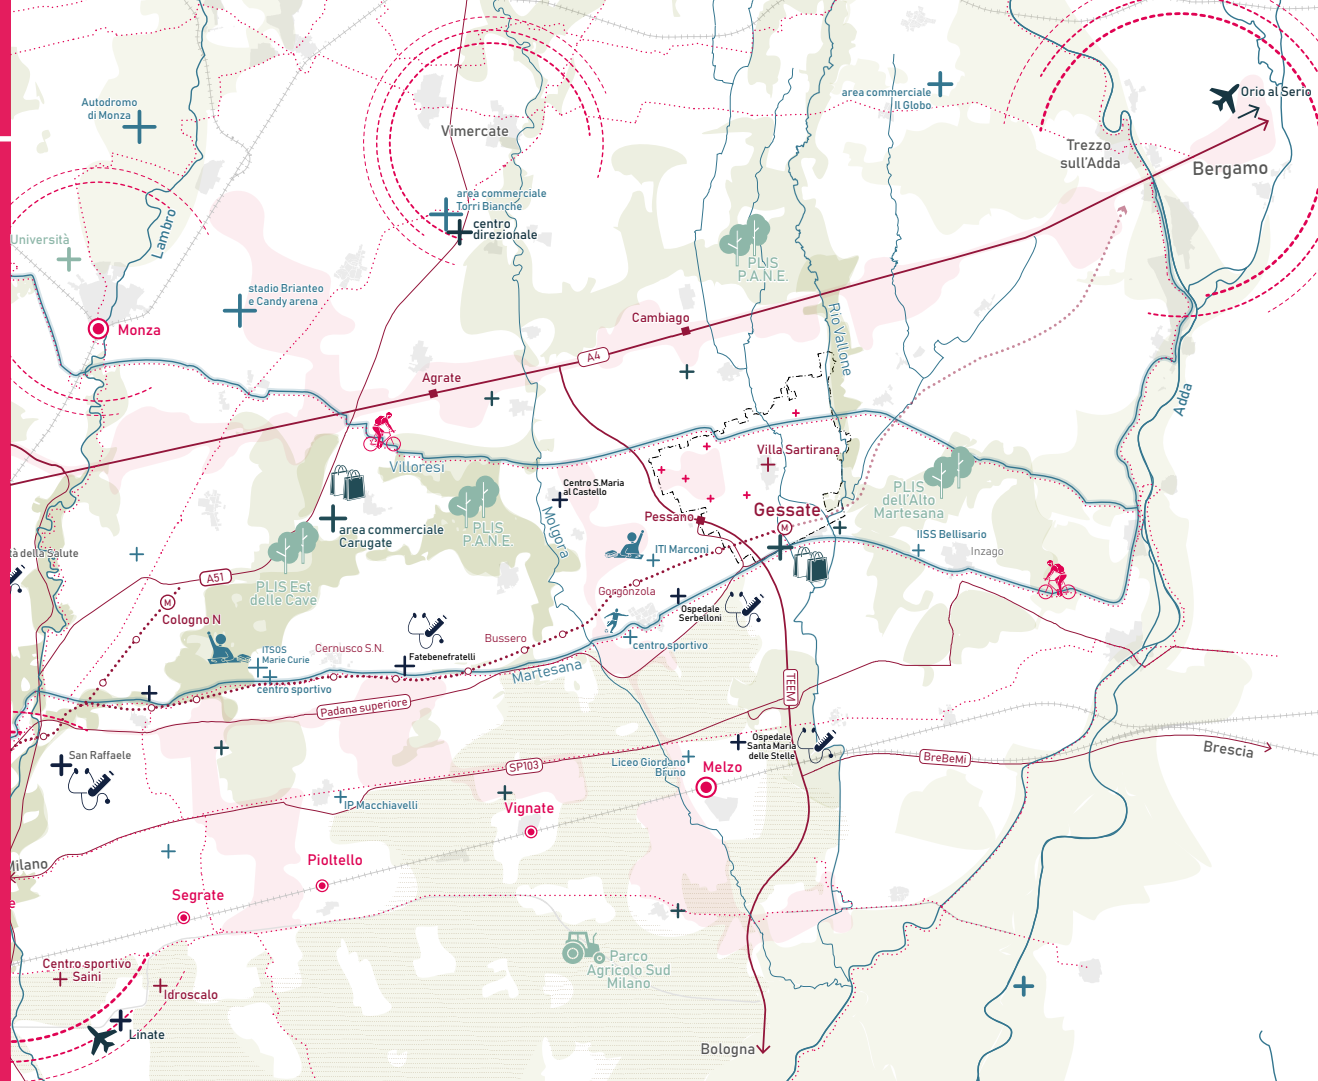 Orio al Serio
area commerciale
Il Globo
Autodromo
di Monza
Vimercate
Trezzo
sull'Adda
Bergamo
area commerciale
Torri Bianche
centro
direzionale
Lambro
Università
PLIS
P.A.N.E.
stadio Brianteo
e Candy arena
Monza
Cambiago
Rio Vallone
A4
Agrate
Adda
Villoresi
Villa Sartirana
Centro S.Maria
al Castello
PLIS
dell'Alto
Martesana
Gessate
Pessano
M
area commerciale
Carugate
PLIS
P.A.N.E.
Molgora
IISS Bellisario
Inzago
ITI Marconi
tà della Salute
A51
PLIS Est
delle Cave
Gorgonzola
M
Cologno N
Ospedale
Serbelloni
Bussero
centro sportivo
ITSOS
Marie Curie
Cernusco S.N.
Fatebenefratelli
centro sportivo
Martesana
Padana superiore
TEEM
Ospedale
Santa Maria
delle Stelle
San Raffaele
SP103
Liceo Giordano
Bruno
Melzo
BreBeMi
Brescia
IP Macchiavelli
Vignate
Milano
Pioltello
Segrate
e
Centro sportivo
Saini
Idroscalo
Parco
Agricolo Sud
Milano
Linate
Bologna